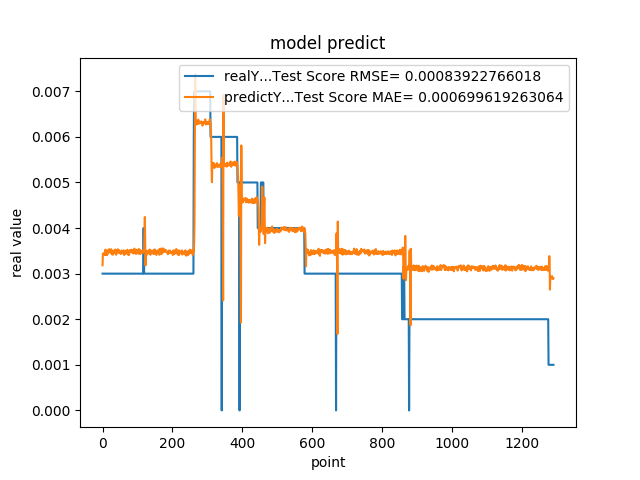 model predict
realY...Test Score RMSE= 0.00083922766018
predictY...Test Score MAE= 0.000699619263064
0.007
0.006
0.005
0.004
0.003
0.002
0.001
0.000
real value
0 200 400 600 800 1000 1200
point